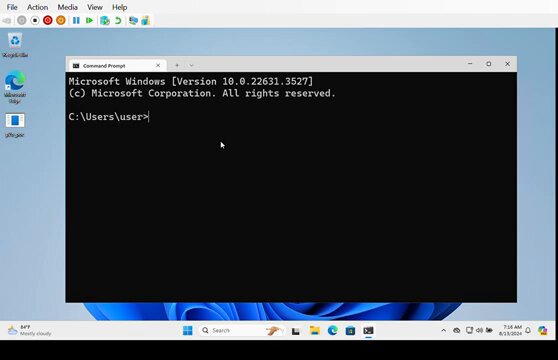 File Action Media View Help
Recycle Bin
Microsoft
Edge
Command Prompt
Microsoft Windows [Version 10.0.22631.3527]
(c) Microsoft Corporation. All rights reserved.
C:\Users\user>
84°F
Mostly cloudy
Search
7:16 AM
8/13/2024